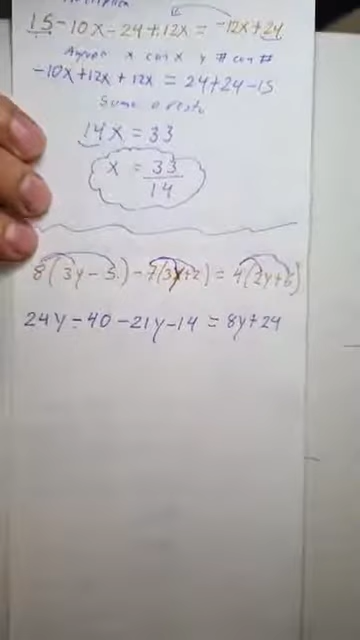 15 - 10x - 24 + 12x = -12x + 24
Agrupa x con x y # con #
-10x + 12x + 12x = 24 + 24 - 15
Suma o resta
14x = 33
x = 33/14
8(3y - 5) - 7(3y + 2) = 4(2y + 6)
24y - 40 - 21y - 14 = 8y + 24